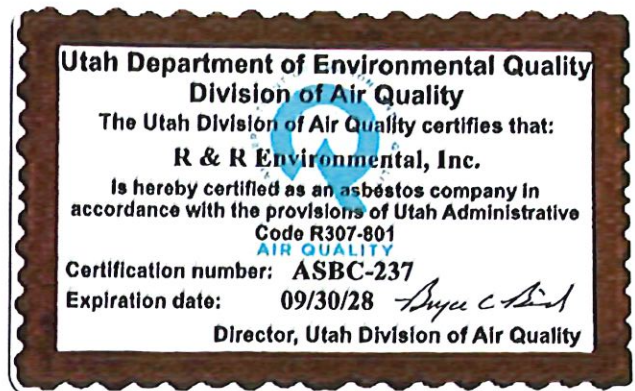 Utah Department of Environmental Quality
Division of Air Quality
The Utah Division of Air Quality certifies that:
R & R Environmental, Inc.
Is hereby certified as an asbestos company in
accordance with the provisions of Utah Administrative
Code R307-801
AIR QUALITY
Certification number: ASBC-237
Expiration date: 09/30/28 Bryce C Bird
Director, Utah Division of Air Quality